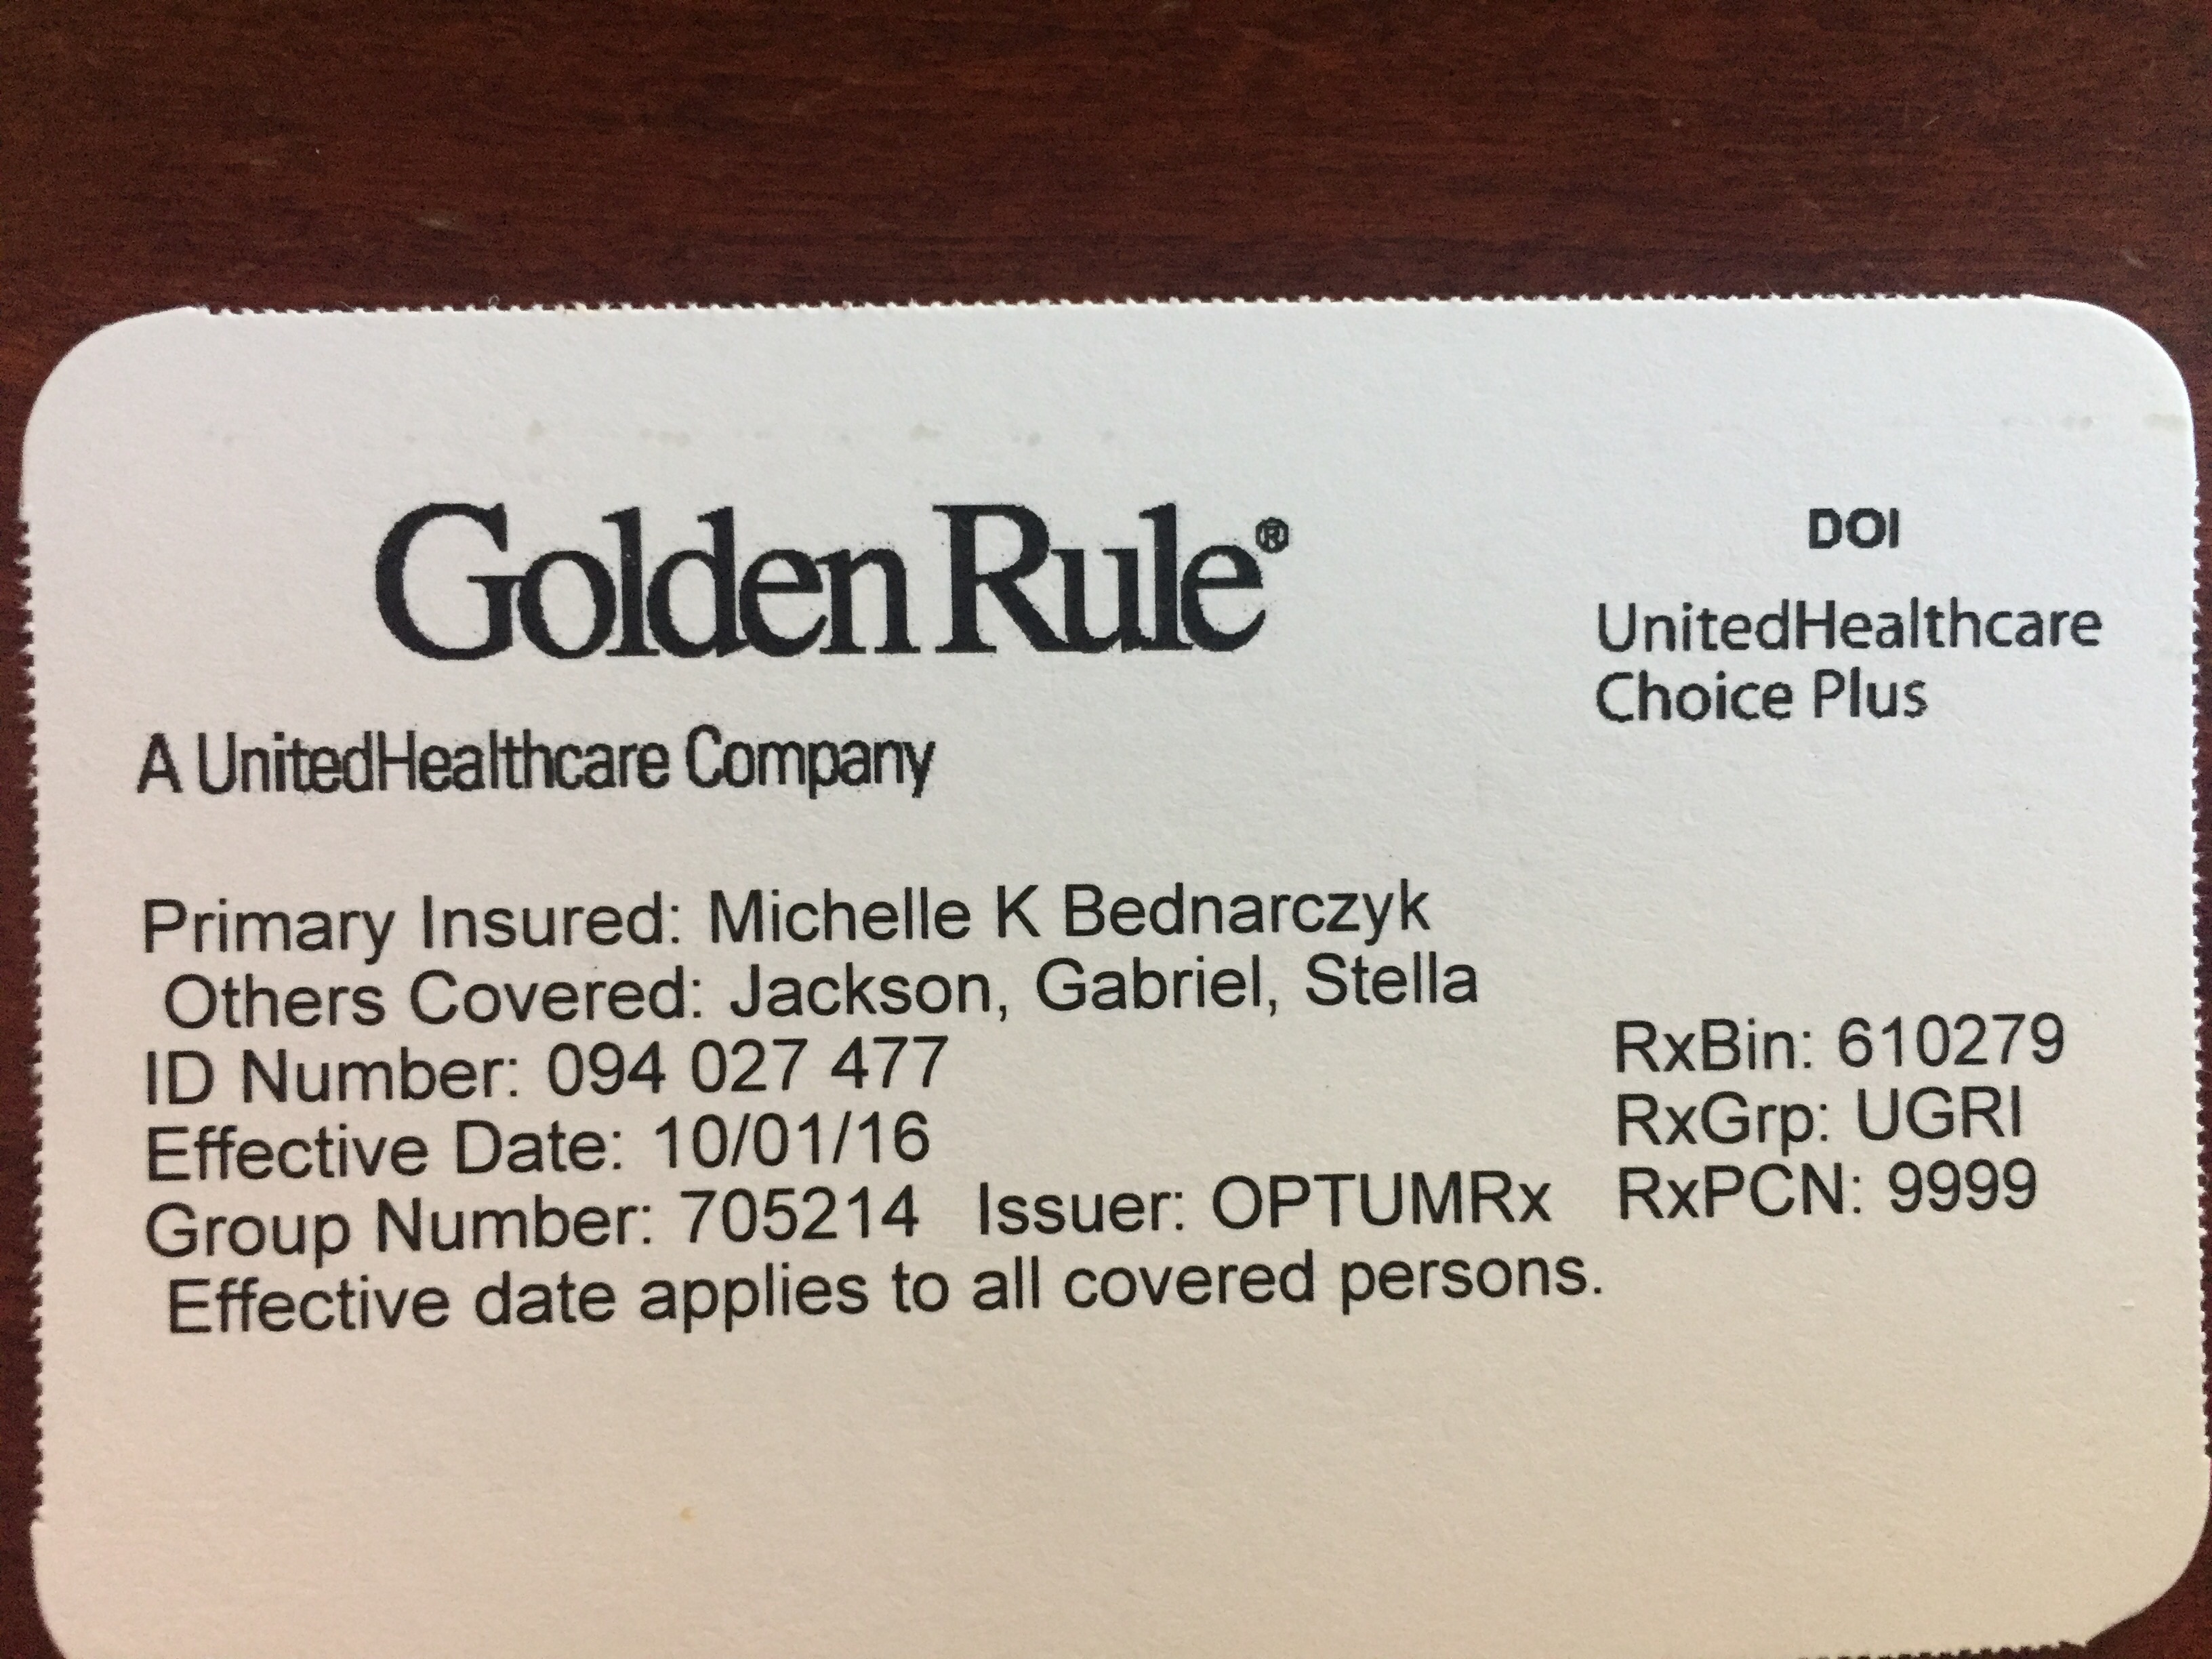 Golden Rule®
A UnitedHealthcare Company
DOI
UnitedHealthcare
Choice Plus
Primary Insured: Michelle K Bednarczyk
Others Covered: Jackson, Gabriel, Stella
ID Number: 094 027 477
Effective Date: 10/01/16
Group Number: 705214 Issuer: OPTUMRx
Effective date applies to all covered persons.
RxBin: 610279
RxGrp: UGRI
RxPCN: 9999